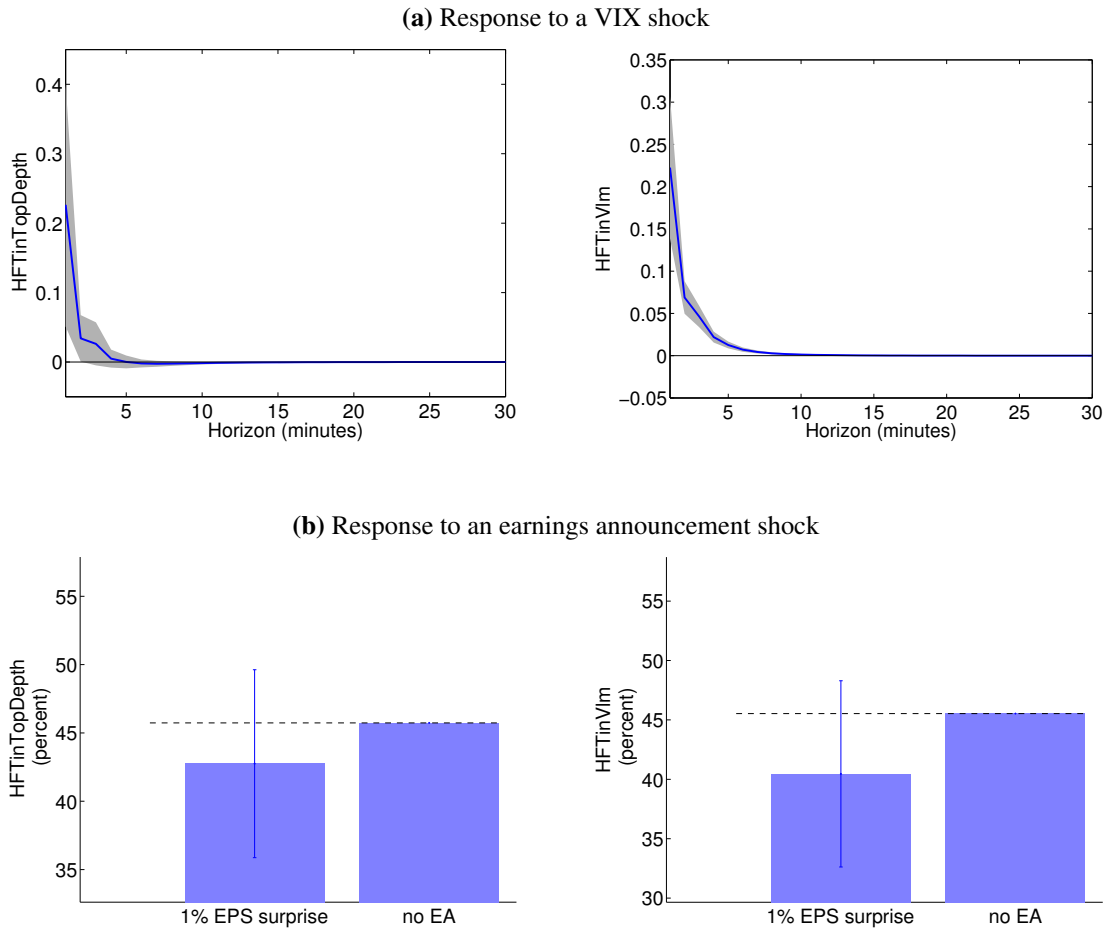 (a) Response to a VIX shock
HFTinTopDepth
0.4
0.3
0.2
0.1
0
5
10
15
20
25
30
Horizon (minutes)
HFTinVlm
0.35
0.3
0.25
0.2
0.15
0.1
0.05
0
−0.05
5
10
15
20
25
30
Horizon (minutes)
(b) Response to an earnings announcement shock
HFTinTopDepth
(percent)
55
50
45
40
35
1% EPS surprise
no EA
HFTinVlm
(percent)
55
50
45
40
35
30
1% EPS surprise
no EA